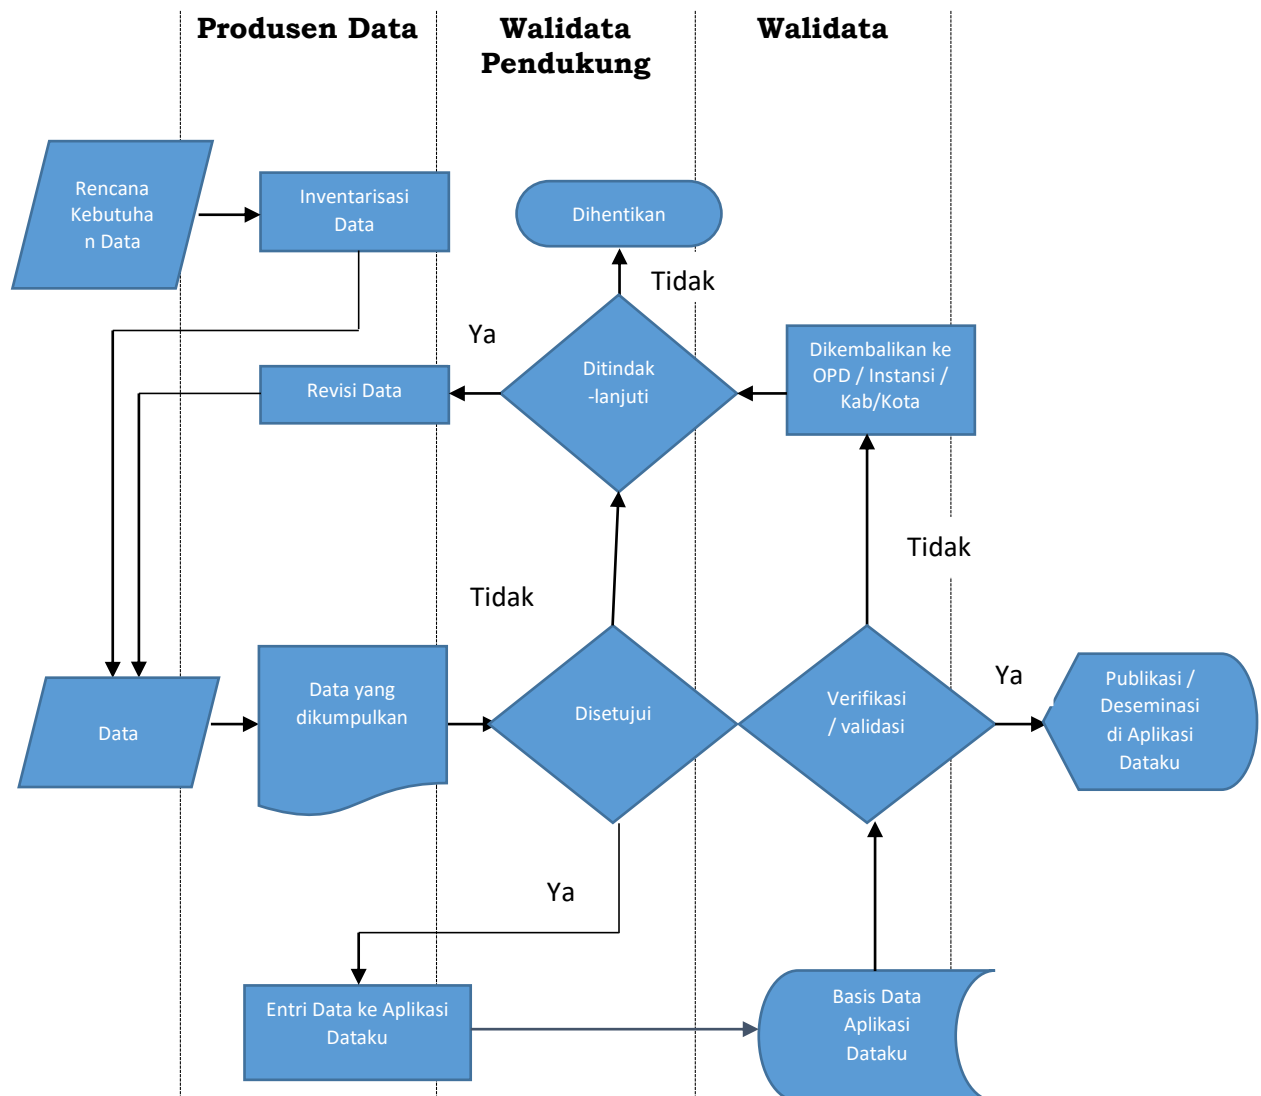 Produsen Data
Walidata
Pendukung
Walidata
Rencana
Kebutuha
n Data
Inventarisasi
Data
Dihentikan
Tidak
Ya
Ditindak
-lanjuti
Dikembalikan ke
OPD / Instansi /
Kab/Kota
Revisi Data
Tidak
Tidak
Data
Data yang
dikumpulkan
Disetujui
Verifikasi
/ validasi
Ya
Publikasi /
Deseminasi
di Aplikasi
Dataku
Ya
Entri Data ke Aplikasi
Dataku
Basis Data
Aplikasi
Dataku